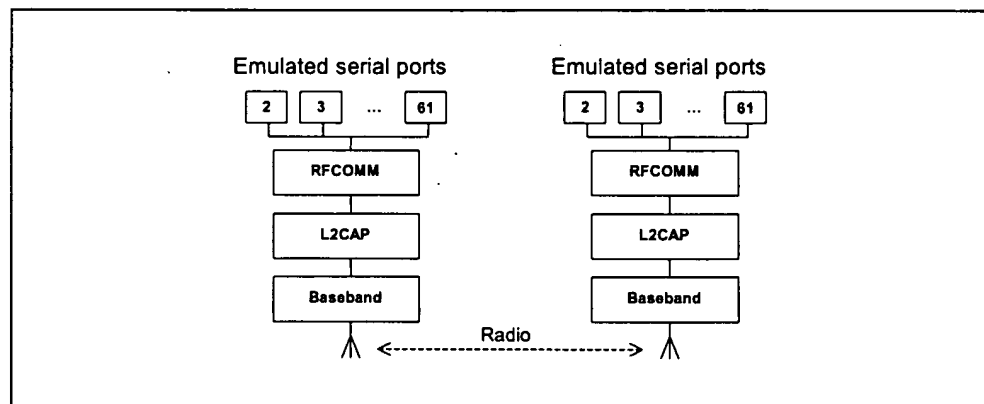 Emulated serial ports Emulated serial ports
2 3 ... 61 2 3 ... 61
RFCOMM RFCOMM
L2CAP L2CAP
Baseband Baseband
Radio